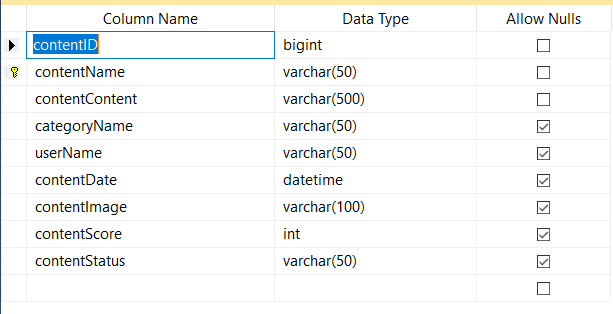 Column Name Data Type Allow Nulls
contentID bigint
contentName varchar(50)
contentContent varchar(500)
categoryName varchar(50)
userName varchar(50)
contentDate datetime
contentImage varchar(100)
contentScore int
contentStatus varchar(50)